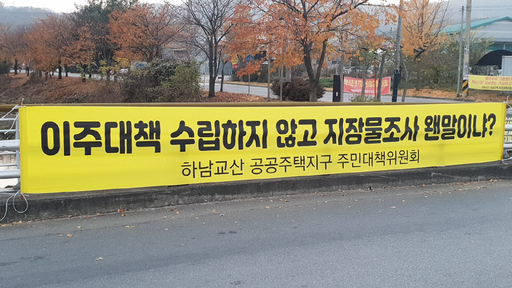 이주대책 수립하지 않고 지장물조사 왠말이냐?
하남교산 공공주택지구 주민대책위원회